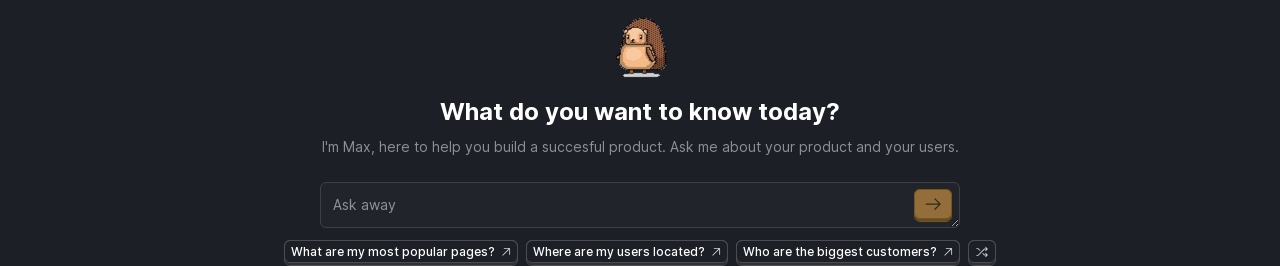 What do you want to know today?
I'm Max, here to help you build a succesful product. Ask me about your product and your users.
Ask away
What are my most popular pages?
Where are my users located?
Who are the biggest customers?